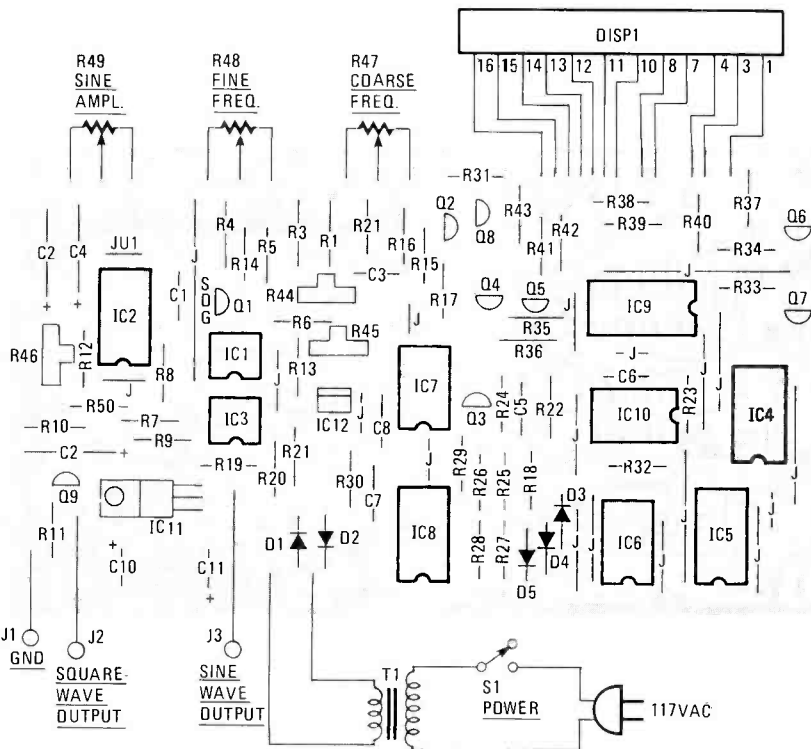 DISP1
16 15 14 13 12 11 10 8 7 4 3 1
R49
SINE
AMPL.
R48
FINE
FREQ.
R47
COARSE
FREQ.
R31
C2
C4
JU1
J
R4
R14
R5
R3
R1
R21
R16
R15
Q2
Q8
R43
R41
R42
R38
R39
R40
R37
R34
Q6
+
+
IC2
C1
S
D
G
Q1
R44
C3
R17
Q4
Q5
J
J
R33
Q7
R46
R12
J
R8
IC1
J
R6
R45
R13
J
IC7
R35
R36
IC9
J
C6
J
J
J
R50
R10
R7
R9
IC3
IC12
J
C8
Q3
R24
C5
R22
IC10
R23
IC4
C2
+
Q9
R19
R20
R21
R30
C7
J
R29
R26
R25
R18
J
R32
J
J
R11
IC11
+
C10
C11
+
D1
D2
IC8
R28
R27
D3
D4
D5
J
J
IC6
J
J
IC5
J
J
J1
GND
J2
SQUARE-
WAVE
OUTPUT
J3
SINE
WAVE
OUTPUT
T1
S1
POWER
117VAC